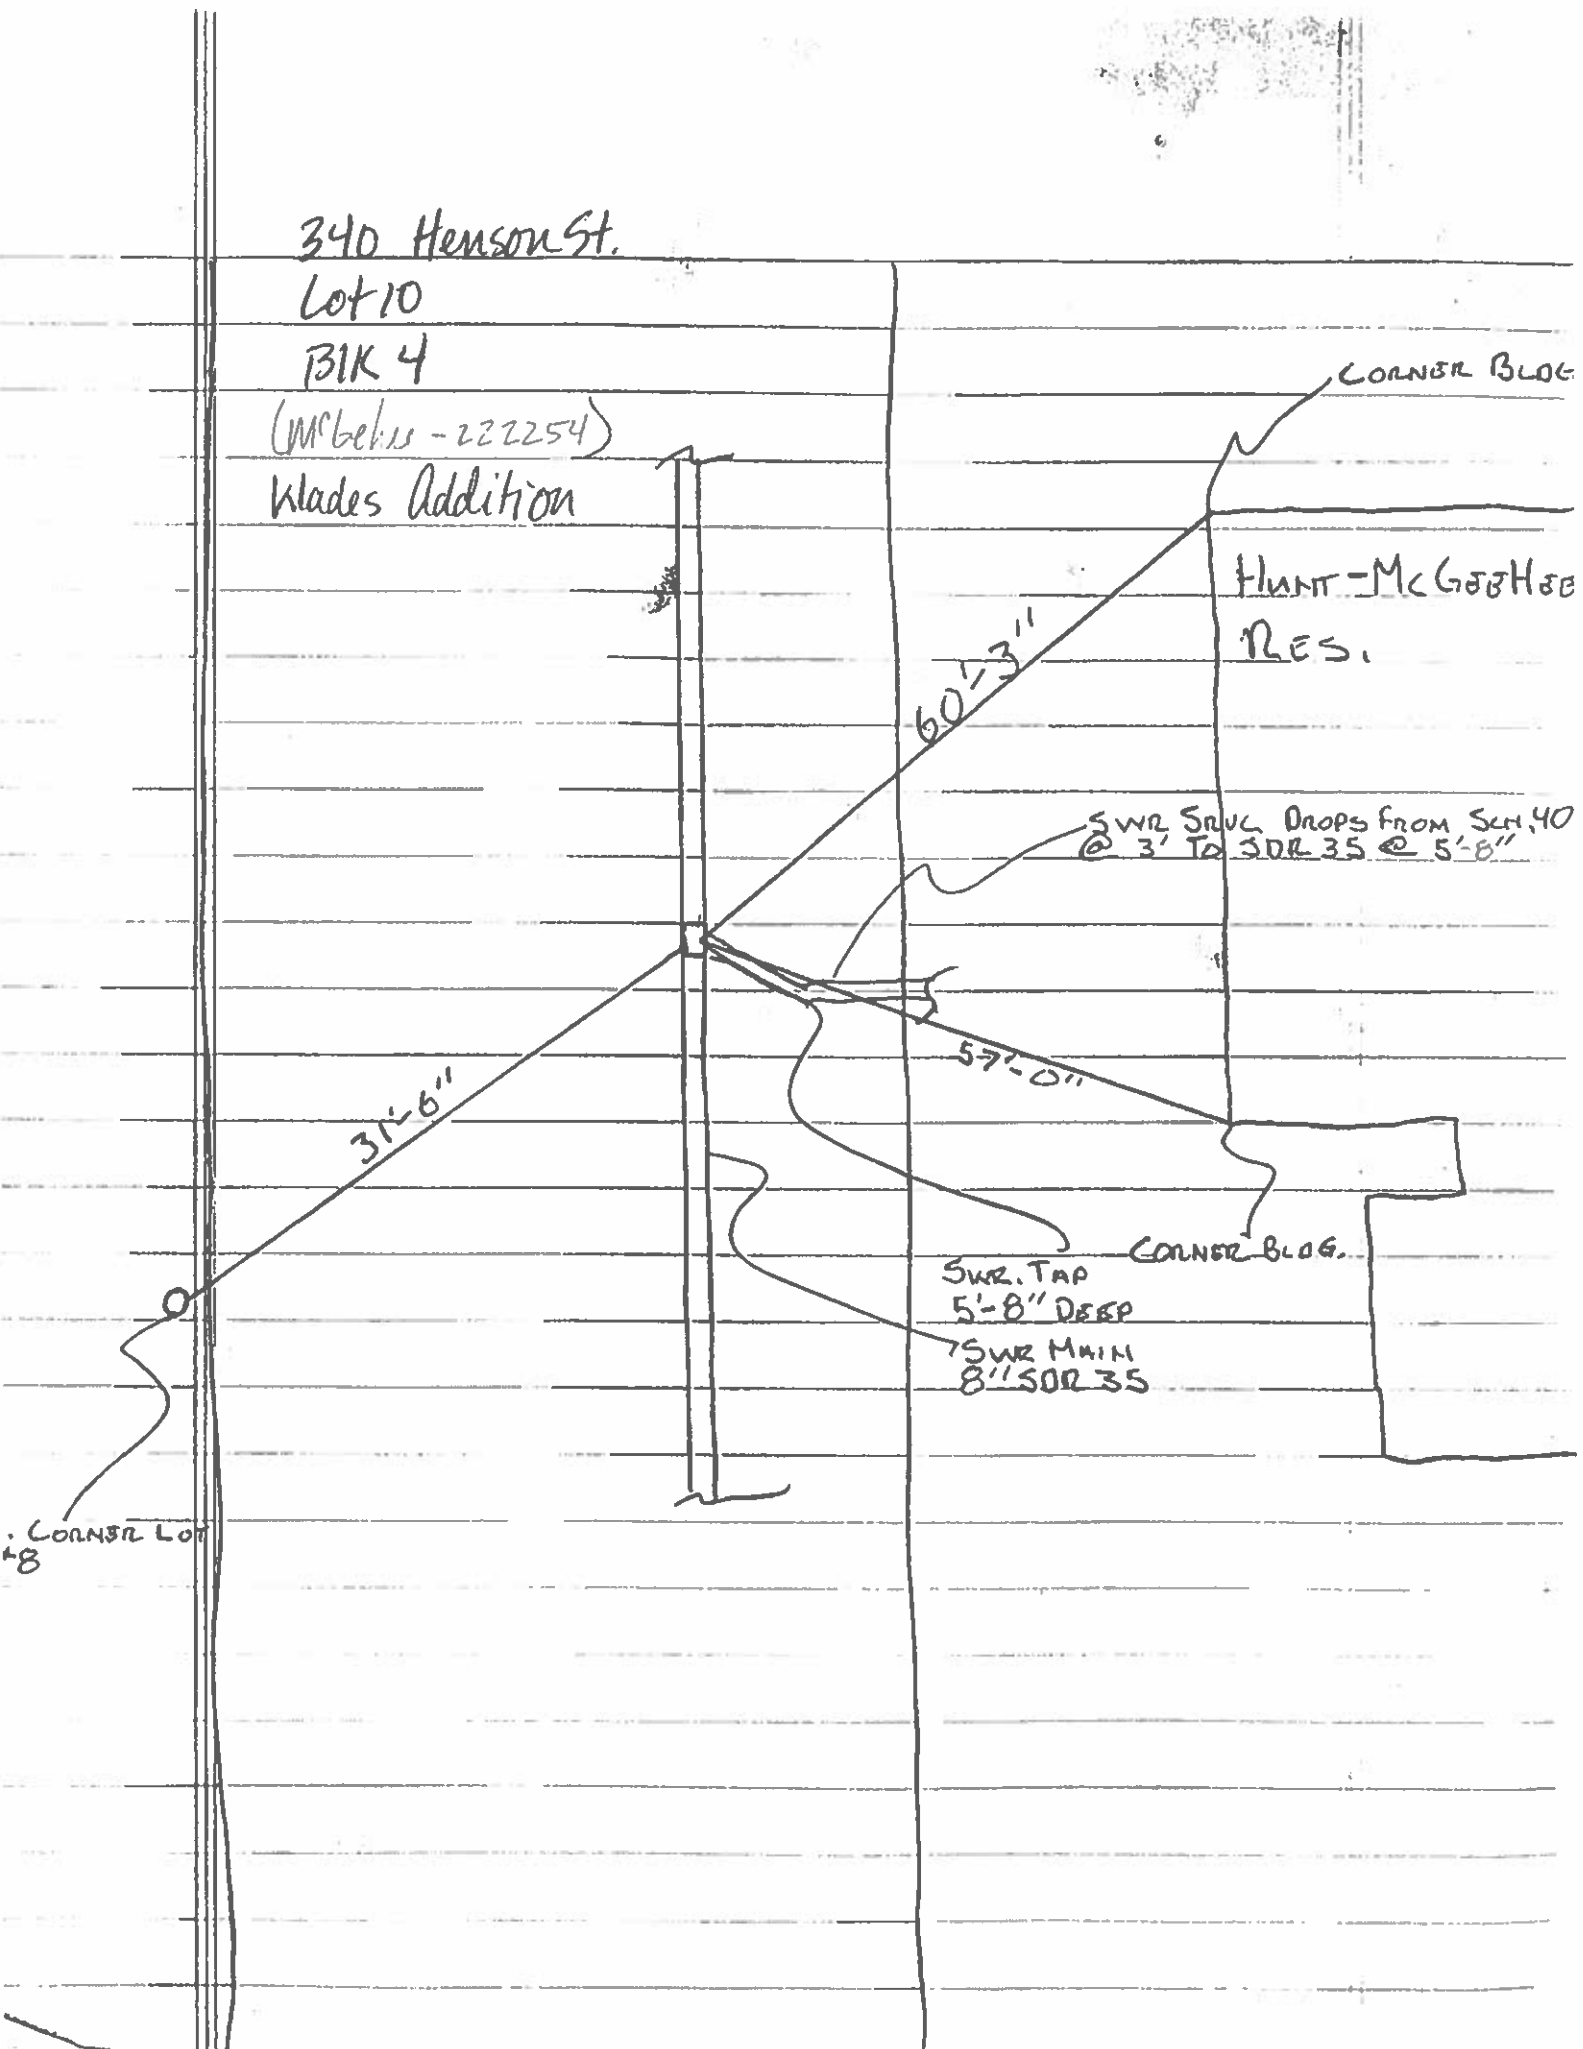 340 Henson St.
Lot 10
Blk 4
- 222254)
Klades Addition
CORNER BLDG
HUNT - McGEEHEE
RES.
60'-3"
SWR SRVC DROPS FROM SCH. 40
@ 3' TO SDR 35 @ 5'-8"
57'-0"
31'-6"
CORNER BLDG.
SWR. TAP
5'-8" DEEP
SWR MAIN
8" SDR 35
. CORNER LOT
8